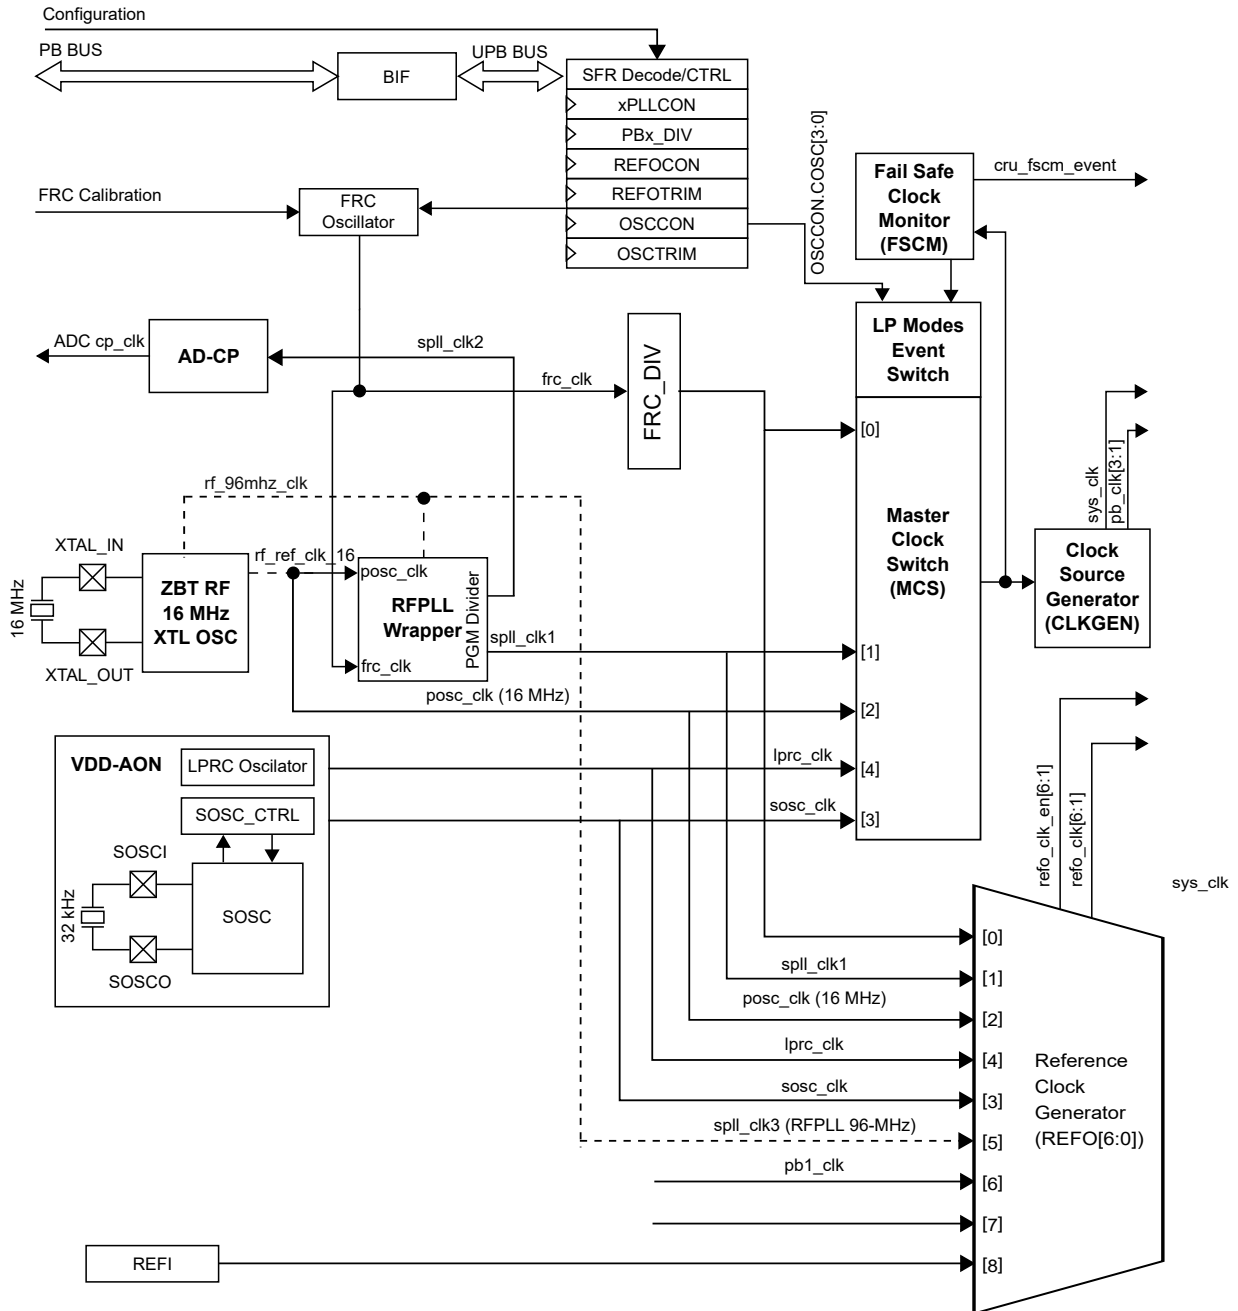 Configuration
PB BUS
BIF
UPB BUS
SFR Decode/CTRL
xPLLCON
PBx_DIV
REFOCON
REFOTRIM
OSCCON
OSCTRIM
OSCCON.COSC[3:0]
Fail Safe
Clock
Monitor
(FSCM)
cru_fscm_event
FRC Calibration
FRC
Oscillator
ADC cp_clk
AD-CP
spll_clk2
frc_clk
FRC_DIV
LP Modes
Event
Switch
[0]
Master
Clock
Switch
(MCS)
[1]
[2]
[4]
[3]
sys_clk
pb_clk[3:1]
Clock
Source
Generator
(CLKGEN)
rf_96mhz_clk
XTAL_IN
16 MHz
XTAL_OUT
ZBT RF
16 MHz
XTL OSC
rf_ref_clk_16
posc_clk
RFPLL
Wrapper
PGM Divider
frc_clk
spll_clk1
posc_clk (16 MHz)
VDD-AON
LPRC Oscilator
lprc_clk
SOSC_CTRL
sosc_clk
SOSCI
32 kHz
SOSCO
SOSC
refo_clk_en[6:1]
refo_clk[6:1]
sys_clk
[0]
spll_clk1
[1]
posc_clk (16 MHz)
[2]
lprc_clk
[4]
sosc_clk
[3]
spll_clk3 (RFPLL 96-MHz)
[5]
pb1_clk
[6]
[7]
REFI
[8]
Reference
Clock
Generator
(REFO[6:0])